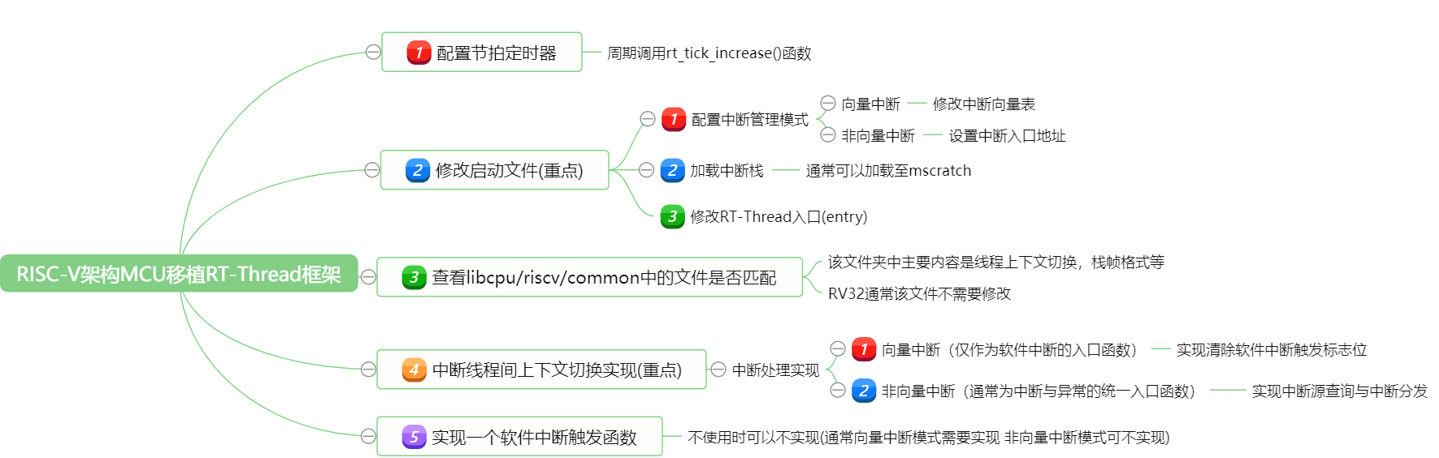 RISC-V架构MCU移植RT-Thread框架
1 配置节拍定时器
周期调用rt_tick_increase()函数
2 修改启动文件(重点)
1 配置中断管理模式
向量中断
修改中断向量表
非向量中断
设置中断入口地址
2 加载中断栈
通常可以加载至mscratch
3 修改RT-Thread入口(entry)
3 查看libcpu/riscv/common中的文件是否匹配
该文件夹中主要内容是线程上下文切换，栈帧格式等
RV32通常该文件不需要修改
4 中断线程间上下文切换实现(重点)
中断处理实现
1 向量中断（仅作为软件中断的入口函数）
实现清除软件中断触发标志位
2 非向量中断（通常为中断与异常的统一入口函数）
实现中断源查询与中断分发
5 实现一个软件中断触发函数
不使用时可以不实现(通常向量中断模式需要实现 非向量中断模式可不实现)